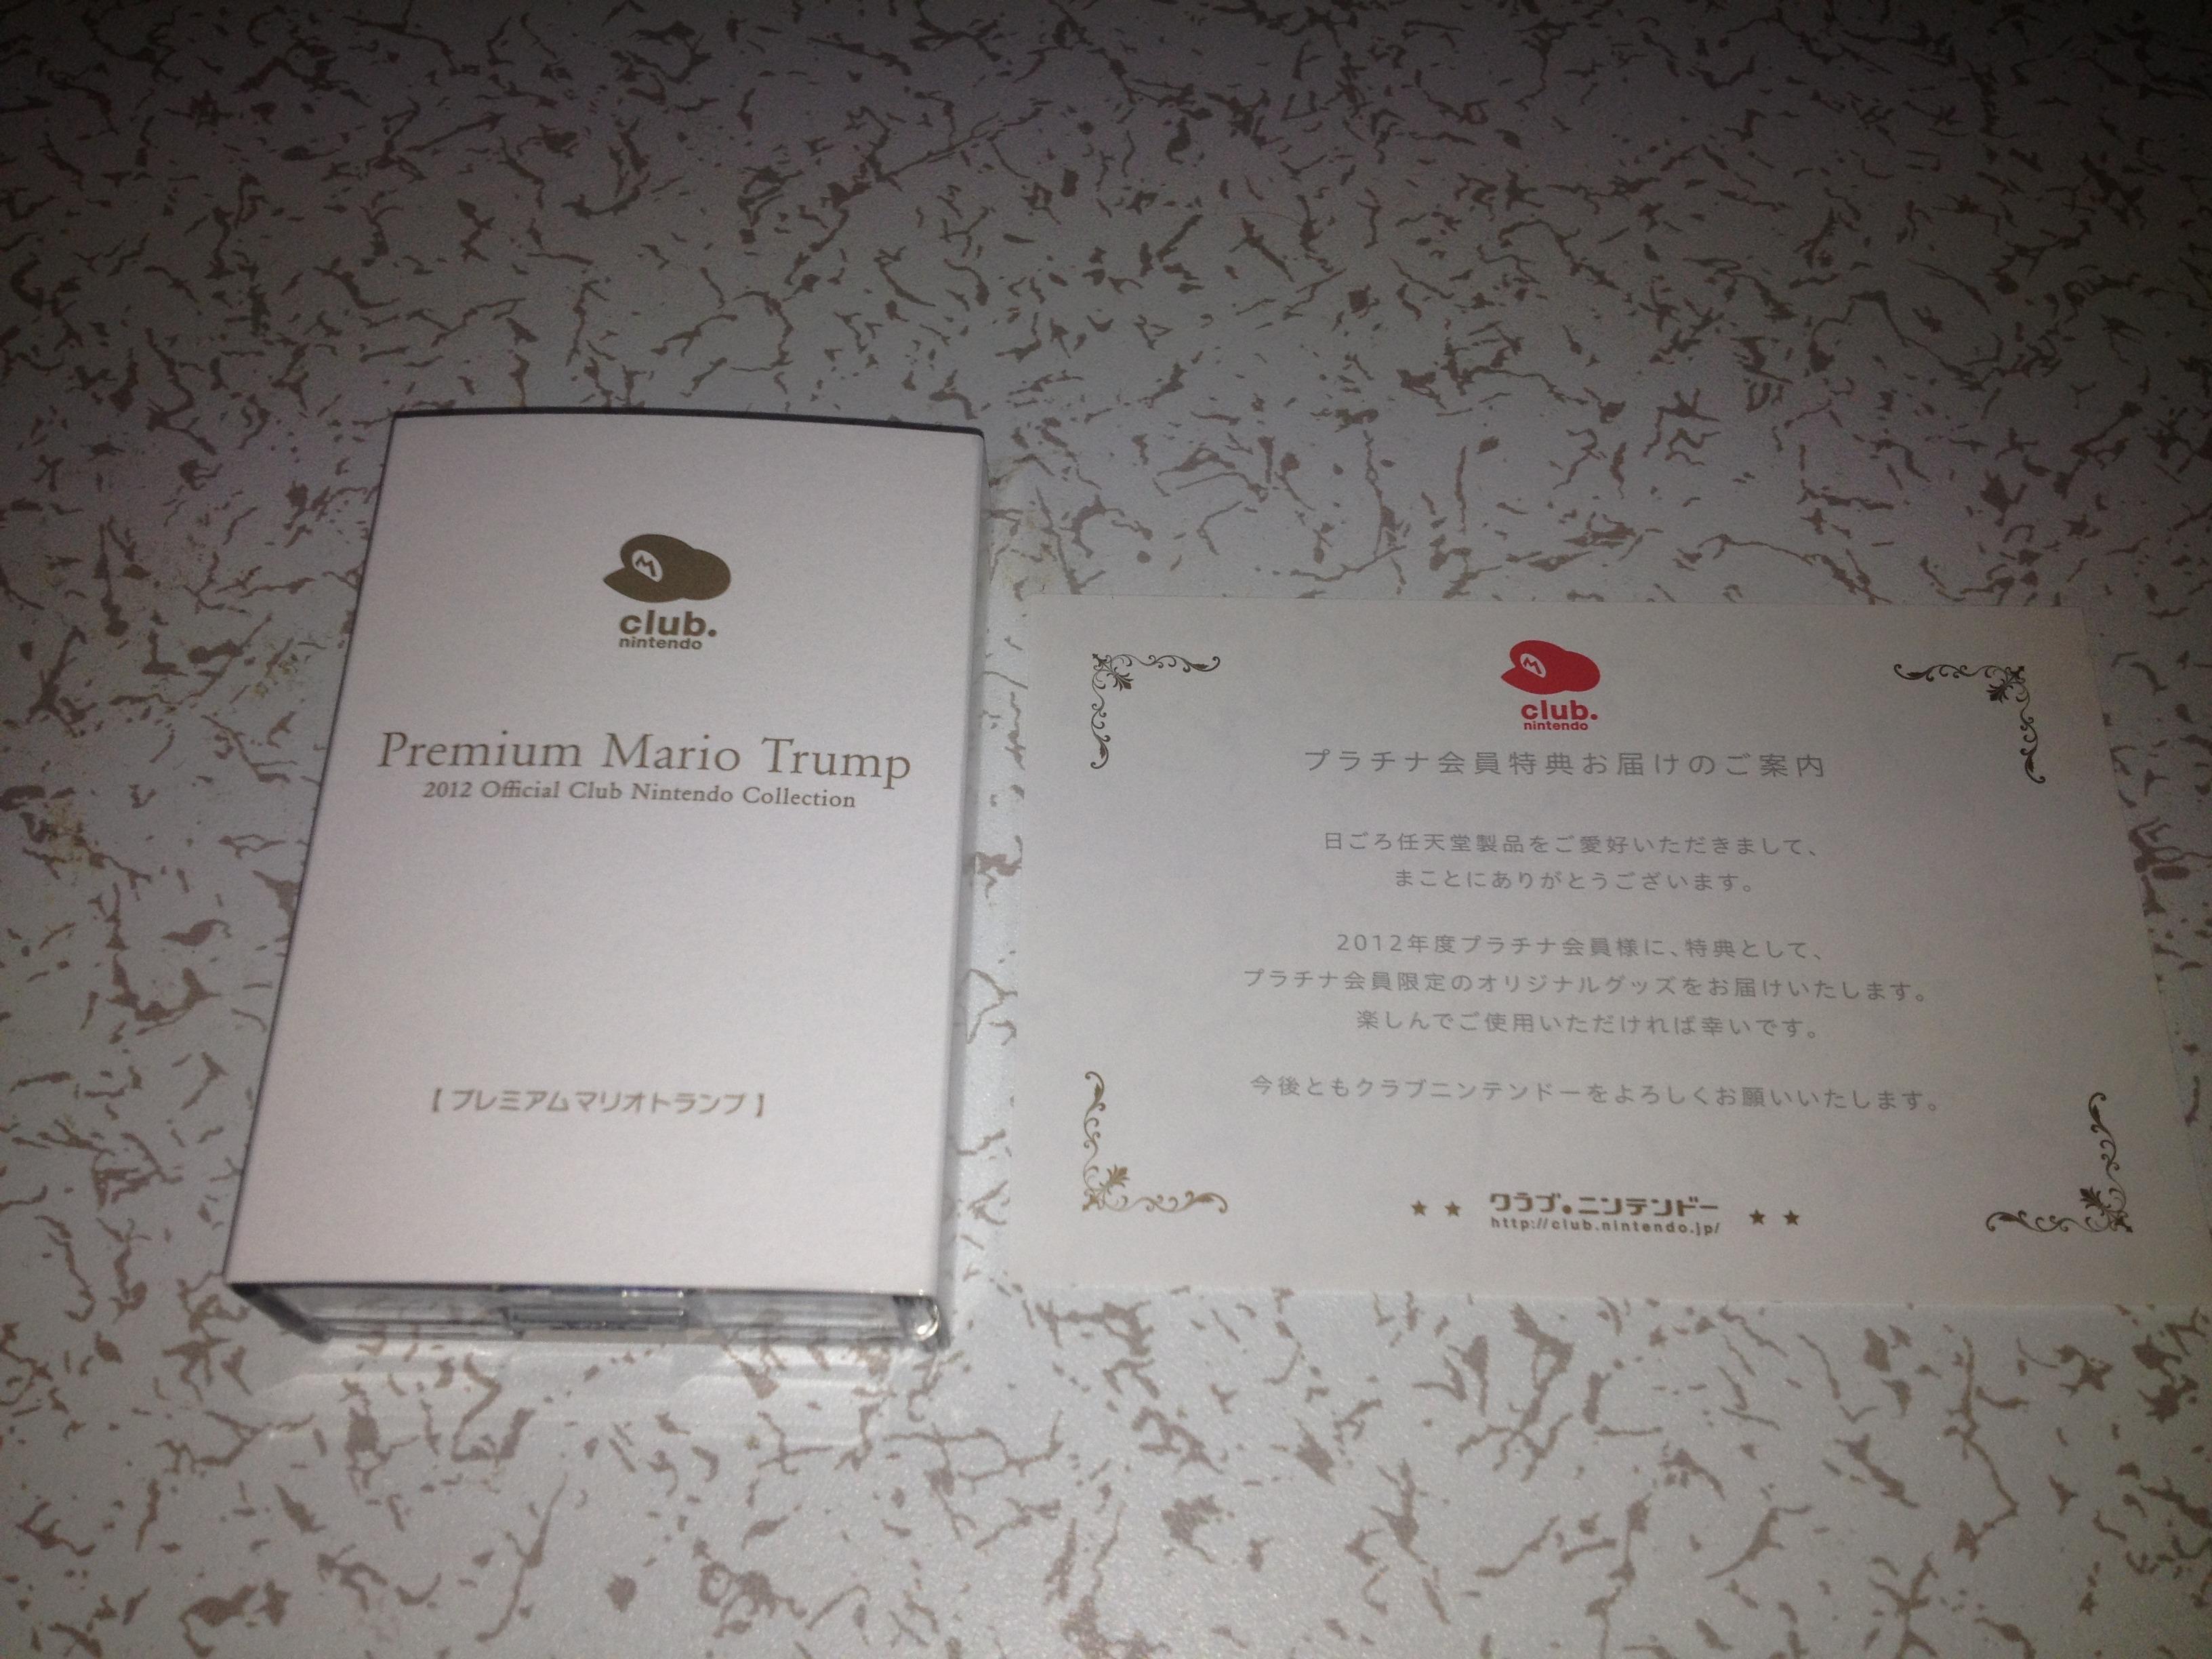 M
club.
nintendo
Premium Mario Trump
2012 Official Club Nintendo Collection
【プレミアムマリオトランプ】
M
club.
nintendo
プラチナ会員特典お届けのご案内
日ごろ任天堂製品をご愛好いただきまして、
まことにありがとうございます。
2012年度プラチナ会員様に、特典として、
プラチナ会員限定のオリジナルグッズをお届けいたします。
楽しんでご使用いただければ幸いです。
今後ともクラブニンテンドーをよろしくお願いいたします。
★ ★ クラブ.ニンテンドー ★ ★
http://club.nintendo.jp/